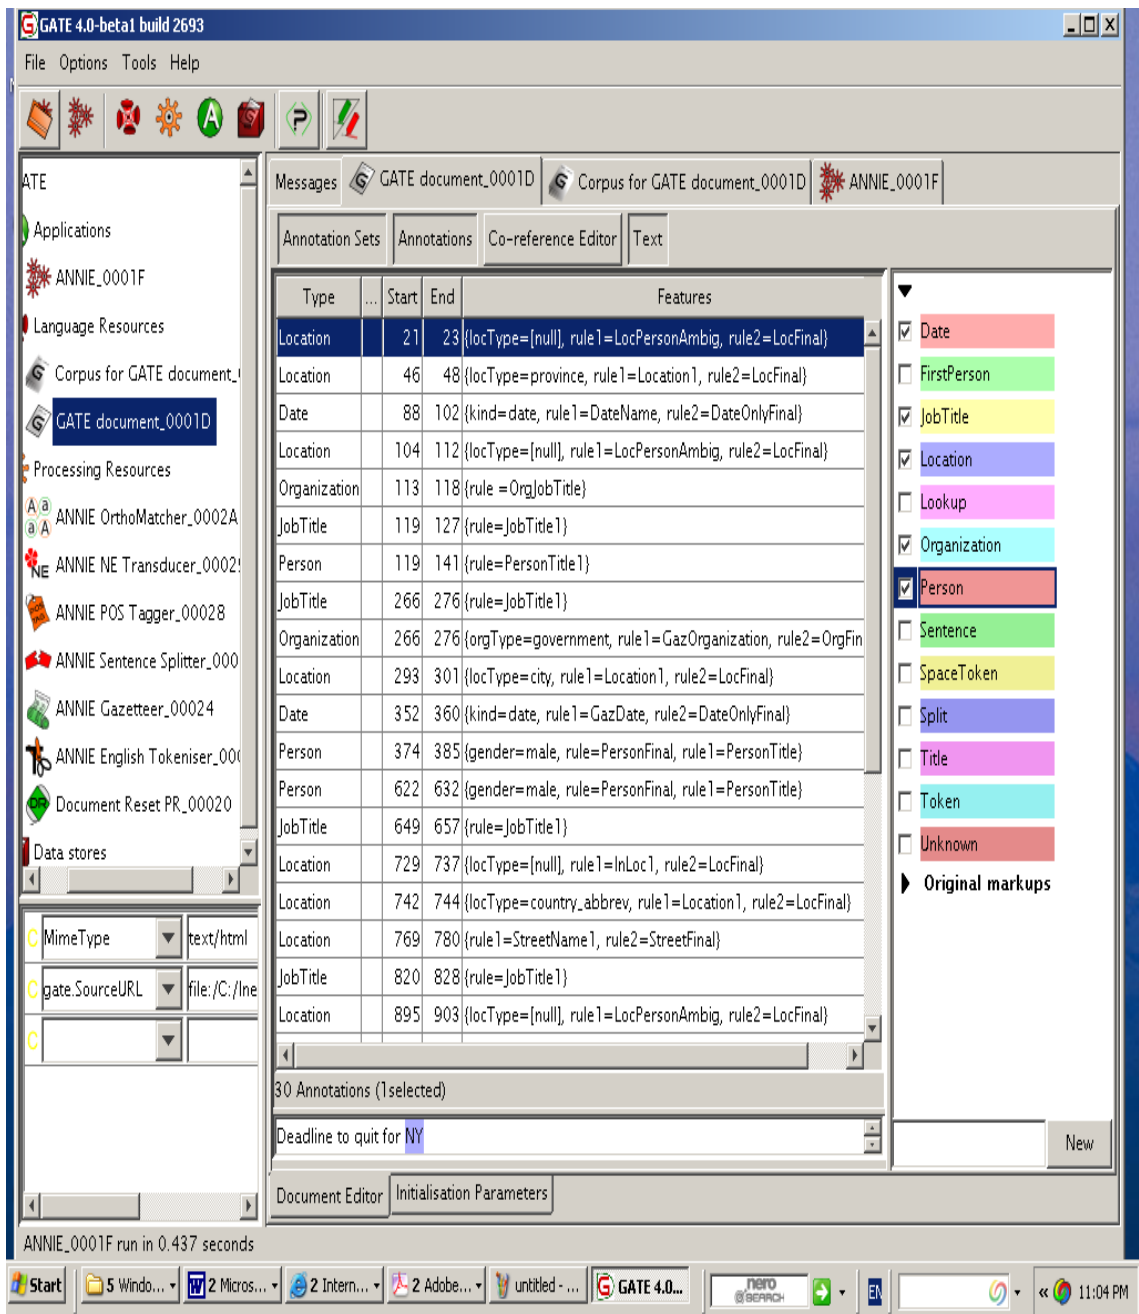 GATE 4.0-beta1 build 2693
File Options Tools Help
ATE
Applications
ANNIE_0001F
Language Resources
Corpus for GATE document_
GATE document_0001D
Processing Resources
ANNIE OrthoMatcher_0002A
ANNIE NE Transducer_0002
ANNIE POS Tagger_00028
ANNIE Sentence Splitter_000
ANNIE Gazetteer_00024
ANNIE English Tokeniser_00
Document Reset PR_00020
Data stores
C MimeType text/html
C gate.SourceURL file:/C:/Ine
C
Messages GATE document_0001D Corpus for GATE document_0001D ANNIE_0001F
Annotation Sets Annotations Co-reference Editor Text
Type ... Start End Features
Location 21 23 {locType=[null], rule1=LocPersonAmbig, rule2=LocFinal}
Location 46 48 {locType=province, rule1=Location1, rule2=LocFinal}
Date 88 102 {kind=date, rule1=DateName, rule2=DateOnlyFinal}
Location 104 112 {locType=[null], rule1=LocPersonAmbig, rule2=LocFinal}
Organization 113 118 {rule =OrgJobTitle}
JobTitle 119 127 {rule=JobTitle1}
Person 119 141 {rule=PersonTitle1}
JobTitle 266 276 {rule=JobTitle1}
Organization 266 276 {orgType=government, rule1=GazOrganization, rule2=OrgFin
Location 293 301 {locType=city, rule1=Location1, rule2=LocFinal}
Date 352 360 {kind=date, rule1=GazDate, rule2=DateOnlyFinal}
Person 374 385 {gender=male, rule=PersonFinal, rule1=PersonTitle}
Person 622 632 {gender=male, rule=PersonFinal, rule1=PersonTitle}
JobTitle 649 657 {rule=JobTitle1}
Location 729 737 {locType=[null], rule1=InLoc1, rule2=LocFinal}
Location 742 744 {locType=country_abbrev, rule1=Location1, rule2=LocFinal}
Location 769 780 {rule1=StreetName1, rule2=StreetFinal}
JobTitle 820 828 {rule=JobTitle1}
Location 895 903 {locType=[null], rule1=LocPersonAmbig, rule2=LocFinal}
30 Annotations (1selected)
Deadline to quit for NY
Date
FirstPerson
JobTitle
Location
Lookup
Organization
Person
Sentence
SpaceToken
Split
Title
Token
Unknown
Original markups
New
Document Editor Initialisation Parameters
ANNIE_0001F run in 0.437 seconds
Start 5 Windo... 2 Micros... 2 Intern... 2 Adobe... untitled - ... GATE 4.0... nero SEARCH EN 11:04 PM